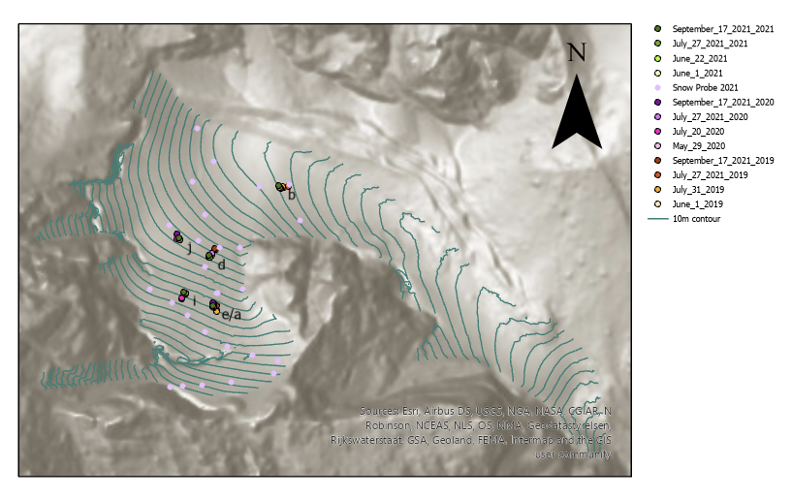 September_17_2021_2021
July_27_2021_2021
June_22_2021
June_1_2021
Snow Probe 2021
September_17_2021_2020
July_27_2021_2020
July_20_2020
May_29_2020
September_17_2021_2019
July_27_2021_2019
July_31_2019
June_1_2019
10m contour
N
b
j
d
i
e/a
Sources: Esri, Airbus DS, USGS, NGA, NASA, CGIAR, N
Robinson, NCEAS, NLS, OS, NMA, Geodatastyrelsen,
Rijkswaterstaat, GSA, Geoland, FEMA, Intermap and the GIS
user community